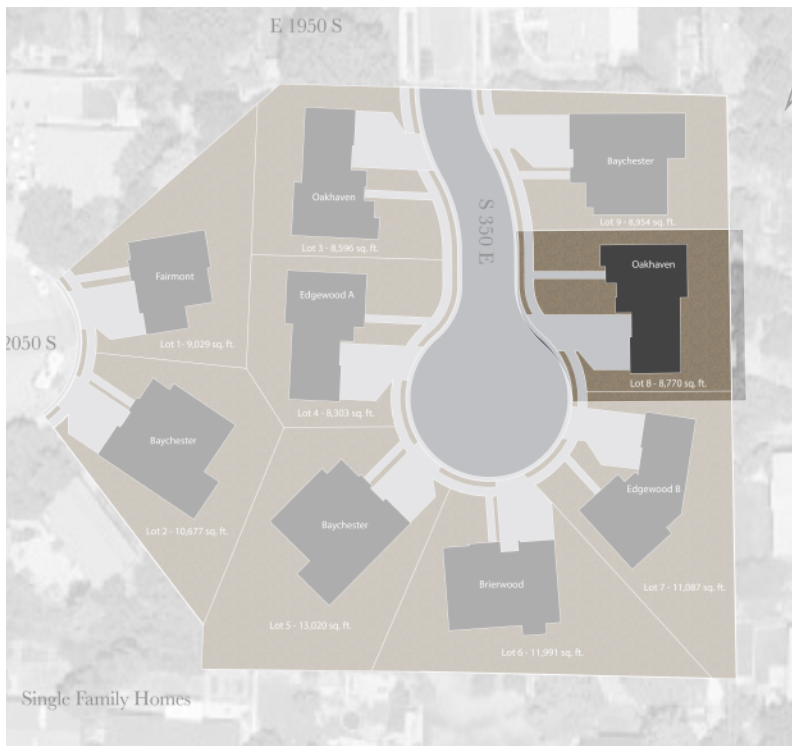 E 1950 S
Baychester
Oakhaven
S 350 E
Lot 9 - 8,954 sq. ft.
Lot 3 - 8,596 sq. ft.
Oakhaven
Fairmont
Edgewood A
2050 S
Lot 1- 9,029 sq. ft.
Lot 8 - 8,770 sq. ft.
Lot 4 - 8,303 sq. ft.
Baychester
Edgewood B
Baychester
Lot 2 - 10,677 sq. ft.
Brierwood
Lot 7 - 11,087 sq. ft.
Lot 5 - 13,020 sq. ft.
Lot 6 - 11,991 sq. ft.
Single Family Homes